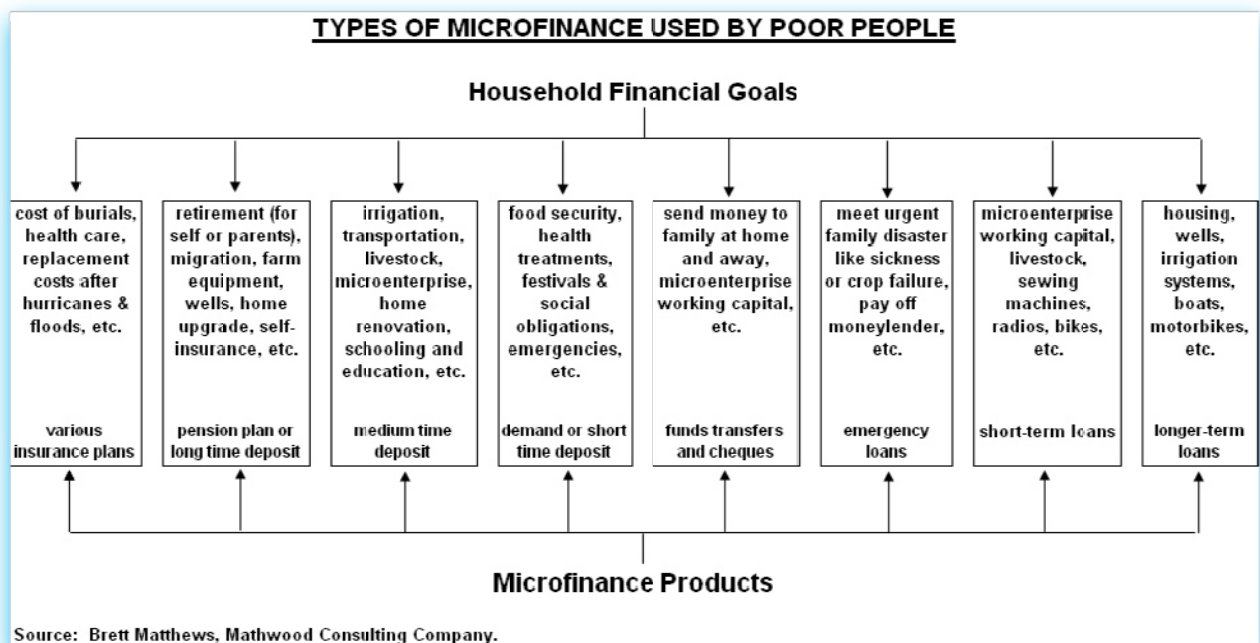 TYPES OF MICROFINANCE USED BY POOR PEOPLE
Household Financial Goals
cost of burials,
health care,
replacement
costs after
hurricanes &
floods, etc.
various
insurance plans
retirement (for
self or parents),
migration, farm
equipment,
wells, home
upgrade, self-
insurance, etc.
pension plan or
long time deposit
irrigation,
transportation,
livestock,
microenterprise,
home
renovation,
schooling and
education, etc.
medium time
deposit
food security,
health
treatments,
festivals &
social
obligations,
emergencies,
etc.
demand or short
time deposit
send money to
family at home
and away,
microenterprise
working capital,
etc.
funds transfers
and cheques
meet urgent
family disaster
like sickness
or crop failure,
pay off
moneylender,
etc.
emergency
loans
microenterprise
working capital,
livestock,
sewing
machines,
radios, bikes,
etc.
short-term loans
housing,
wells,
irrigation
systems,
boats,
motorbikes,
etc.
longer-term
loans
Microfinance Products
Source: Brett Matthews, Mathwood Consulting Company.